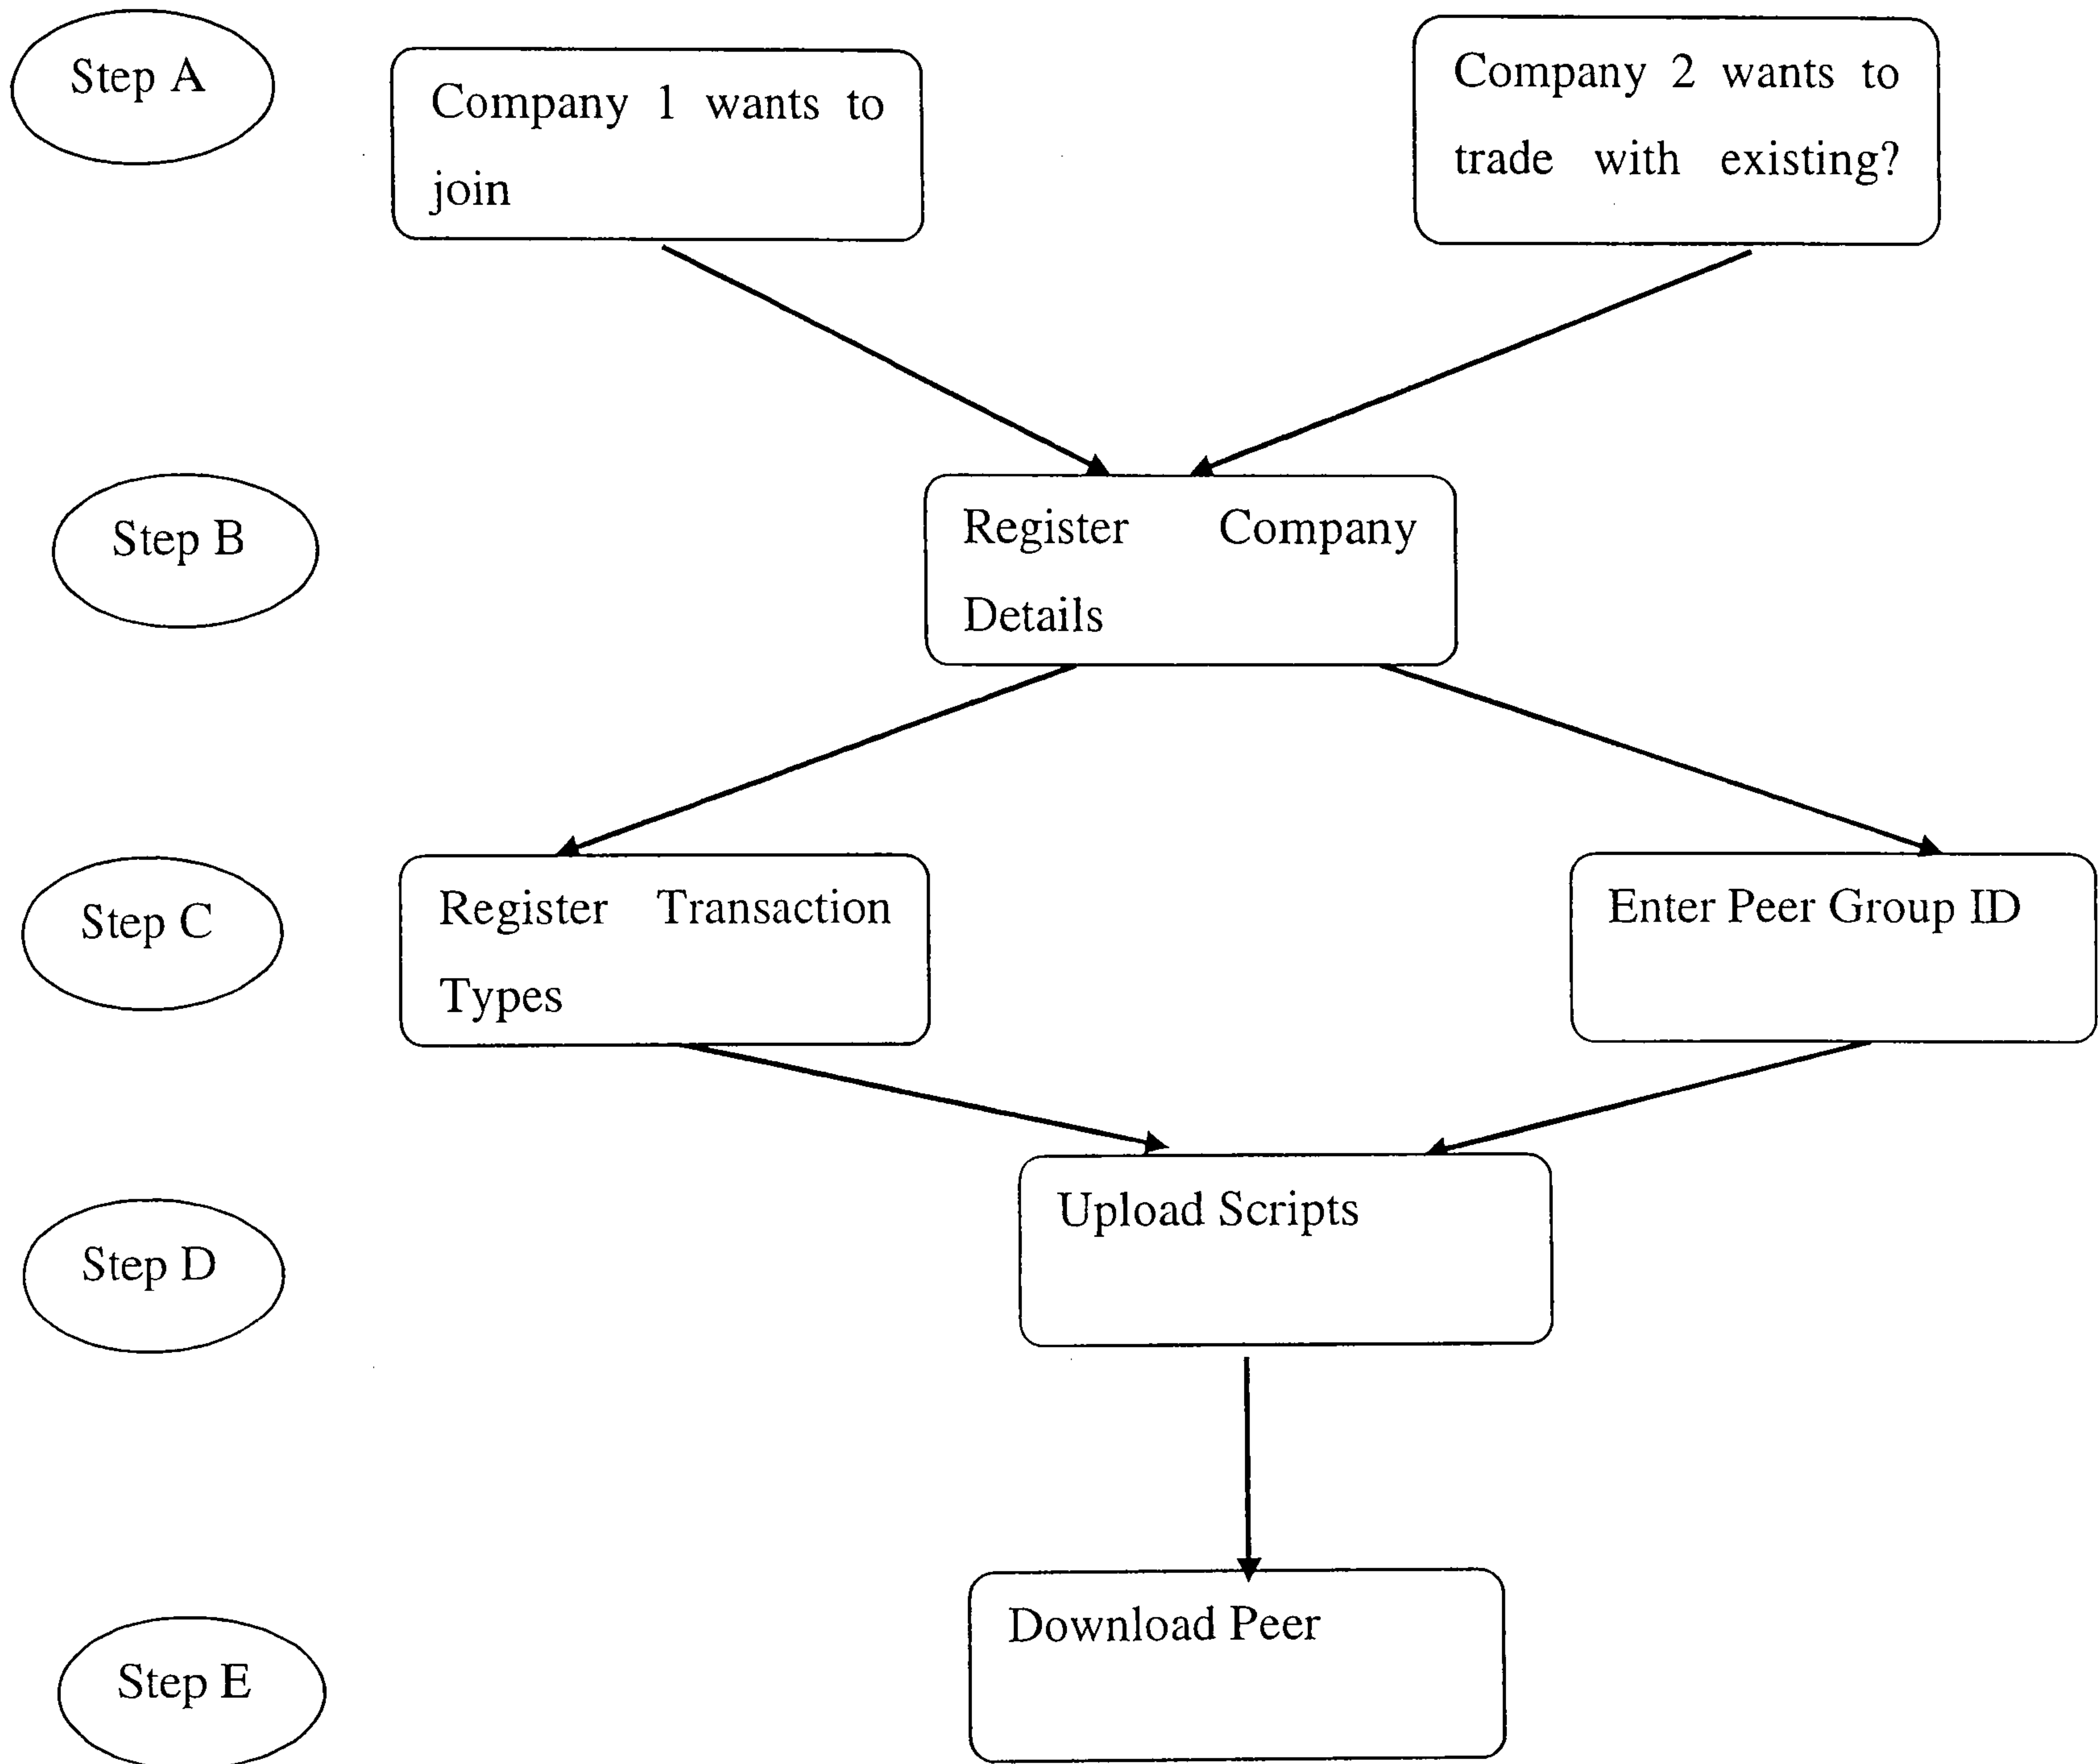 Step A
Company 1 wants to
join
Company 2 wants to
trade with existing?
Step B
Register Company
Details
Step C
Register Transaction
Types
Enter Peer Group ID
Step D
Upload Scripts
Step E
Download Peer